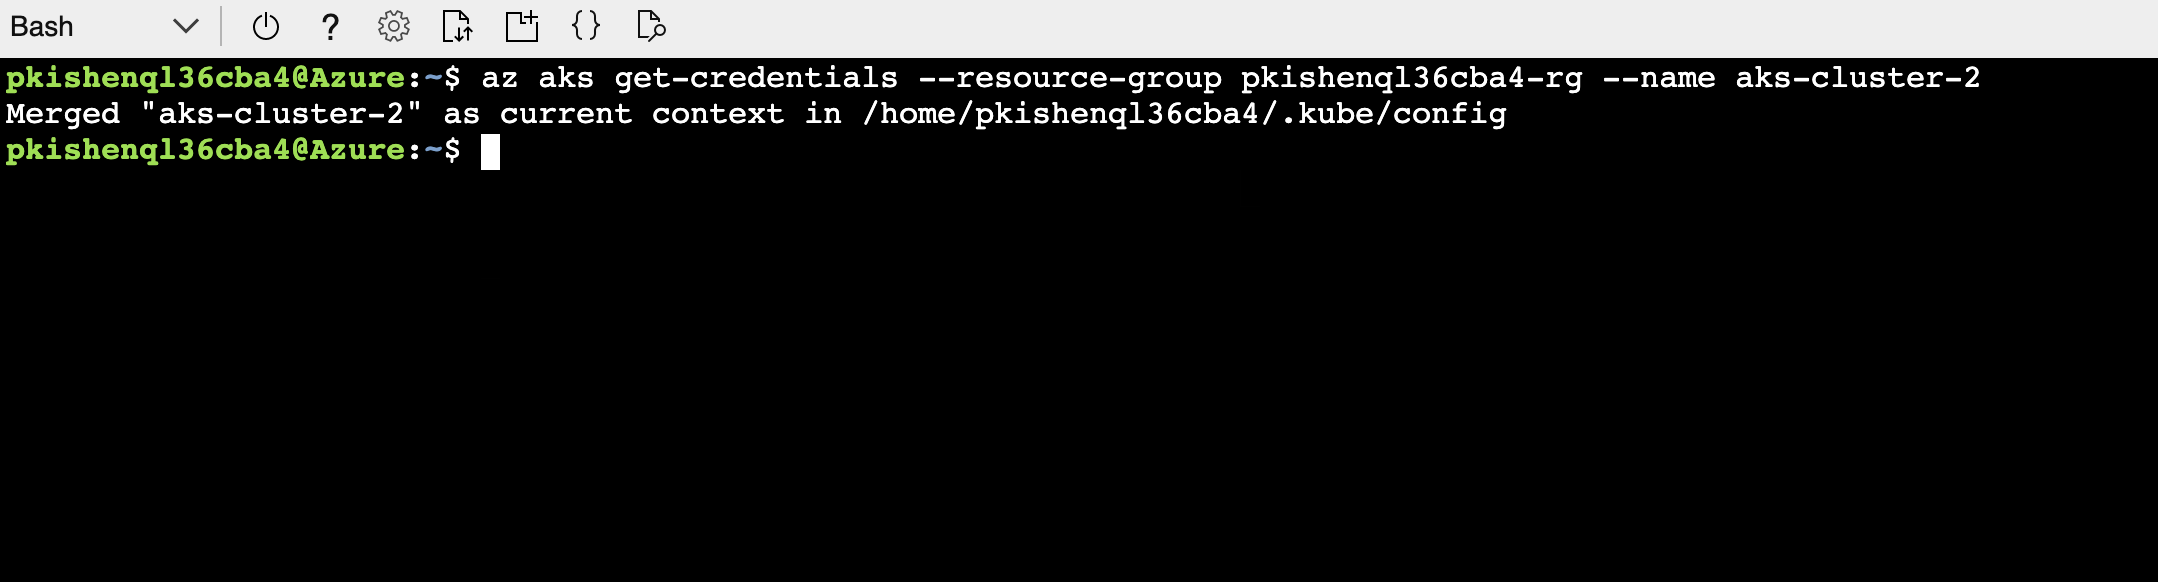 Bash
pkishenql36cba4@Azure:~$ az aks get-credentials --resource-group pkishenql36cba4-rg --name aks-cluster-2
Merged "aks-cluster-2" as current context in /home/pkishenql36cba4/.kube/config
pkishenql36cba4@Azure:~$